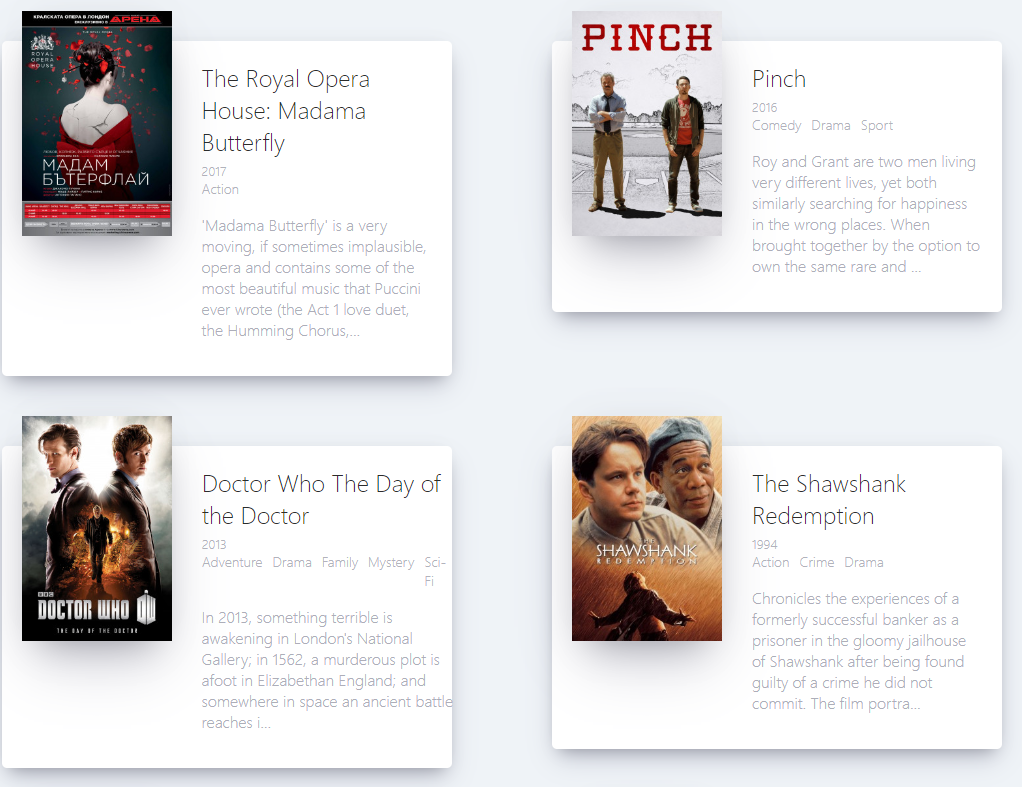 КРАЛСКАТА ОПЕРА В ЛОНДОН
ЕКСКЛУЗИВНО В АРЕНА
ROYAL
OPERA
HOUSE
МАДАМ
БЪТЕРФЛАЙ
The Royal Opera
House: Madama
Butterfly
2017
Action
'Madama Butterfly' is a very
moving, if sometimes implausible,
opera and contains some of the
most beautiful music that Puccini
ever wrote (the Act 1 love duet,
the Humming Chorus,...
PINCH
Pinch
2016
Comedy Drama Sport
Roy and Grant are two men living
very different lives, yet both
similarly searching for happiness
in the wrong places. When
brought together by the option to
own the same rare and ...
BBC
DOCTOR WHO
THE DAY OF THE DOCTOR
Doctor Who The Day of
the Doctor
2013
Adventure Drama Family Mystery Sci-
Fi
In 2013, something terrible is
awakening in London's National
Gallery; in 1562, a murderous plot is
afoot in Elizabethan England; and
somewhere in space an ancient battle
reaches i...
THE
SHAWSHANK
REDEMPTION
The Shawshank
Redemption
1994
Action Crime Drama
Chronicles the experiences of a
formerly successful banker as a
prisoner in the gloomy jailhouse
of Shawshank after being found
guilty of a crime he did not
commit. The film portra...